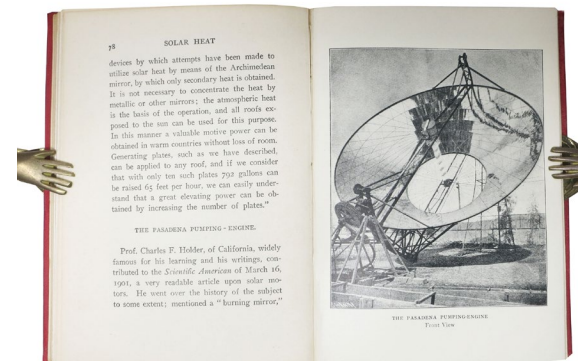 78
SOLAR HEAT
devices by which attempts have been made to
utilize solar heat by means of the Archimedean
mirror, by which only secondary heat is obtained.
It is not necessary to concentrate the heat by
metallic or other mirrors; the atmospheric heat
is the basis of the operation, and all roofs ex-
posed to the sun can be used for this purpose.
In this manner a valuable motive power can be
obtained in warm countries without loss of room.
Generating plates, such as we have described,
can be applied to any roof, and if we consider
that with only ten such plates 792 gallons can
be raised 65 feet per hour, we can easily under-
stand that a great elevating power can be ob-
tained by increasing the number of plates."
THE PASADENA PUMPING-ENGINE.
Prof. Charles F. Holder, of California, widely
famous for his learning and his writings, con-
tributed to the Scientific American of March 16,
1901, a very readable article upon solar mo-
tors. He went over the history of the subject
to some extent; mentioned a "burning mirror,"
THE PASADENA PUMPING-ENGINE
Front View